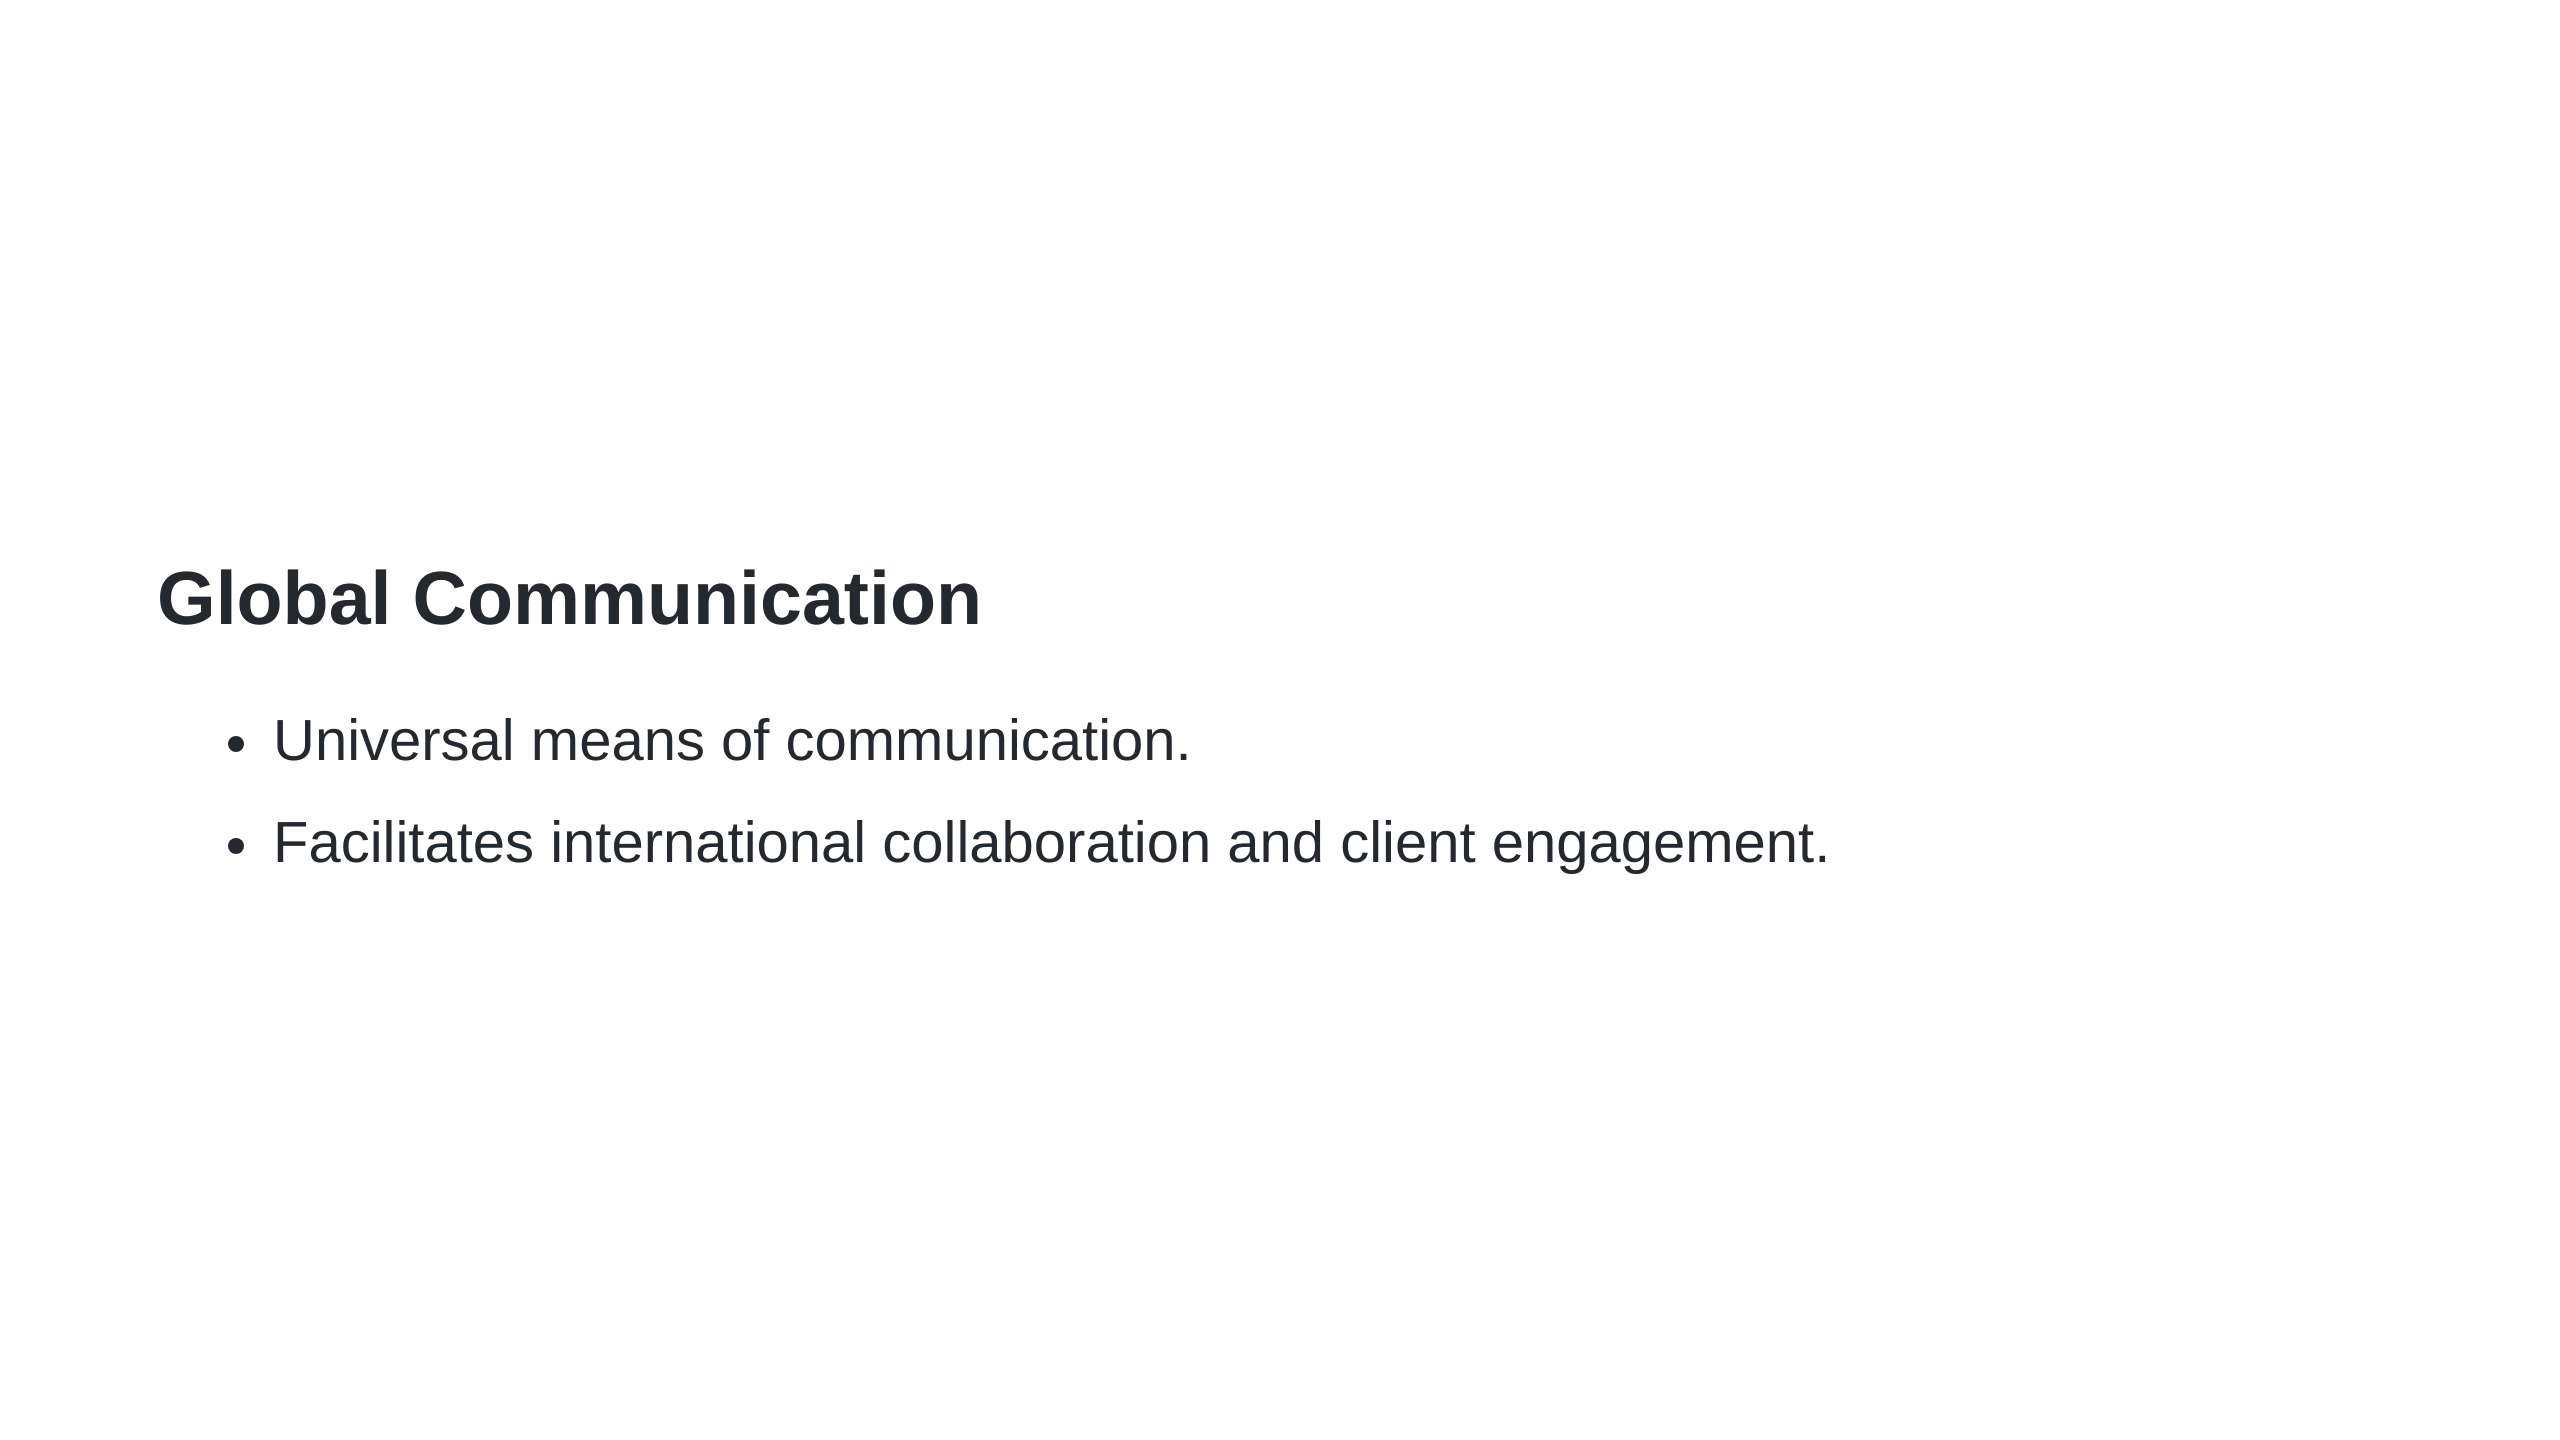 Global Communication
• Universal means of communication.
• Facilitates international collaboration and client engagement.